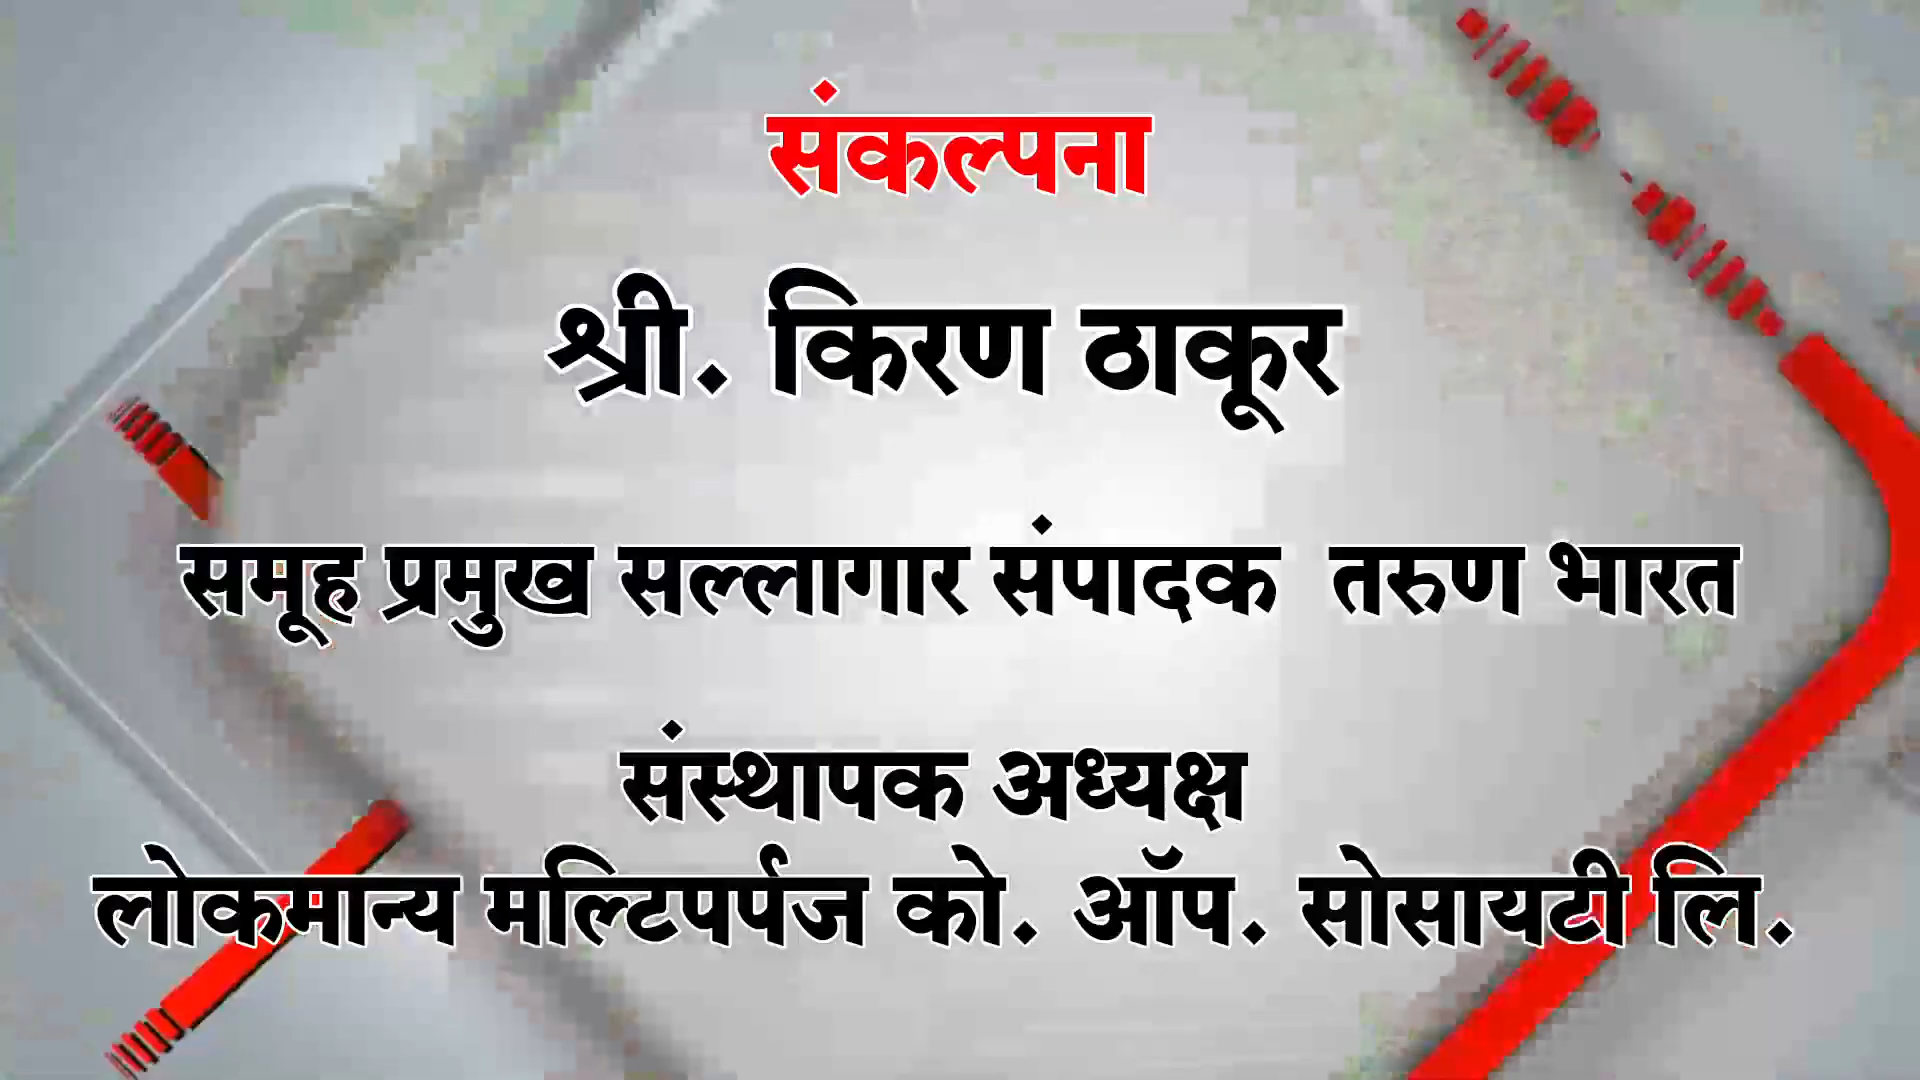 संकल्पना
श्री. किरण ठाकूर
समूह प्रमुख सल्लागार संपादक तरुण भारत
संस्थापक अध्यक्ष
लोकमान्य मल्टिपर्पज को. ऑप. सोसायटी लि.